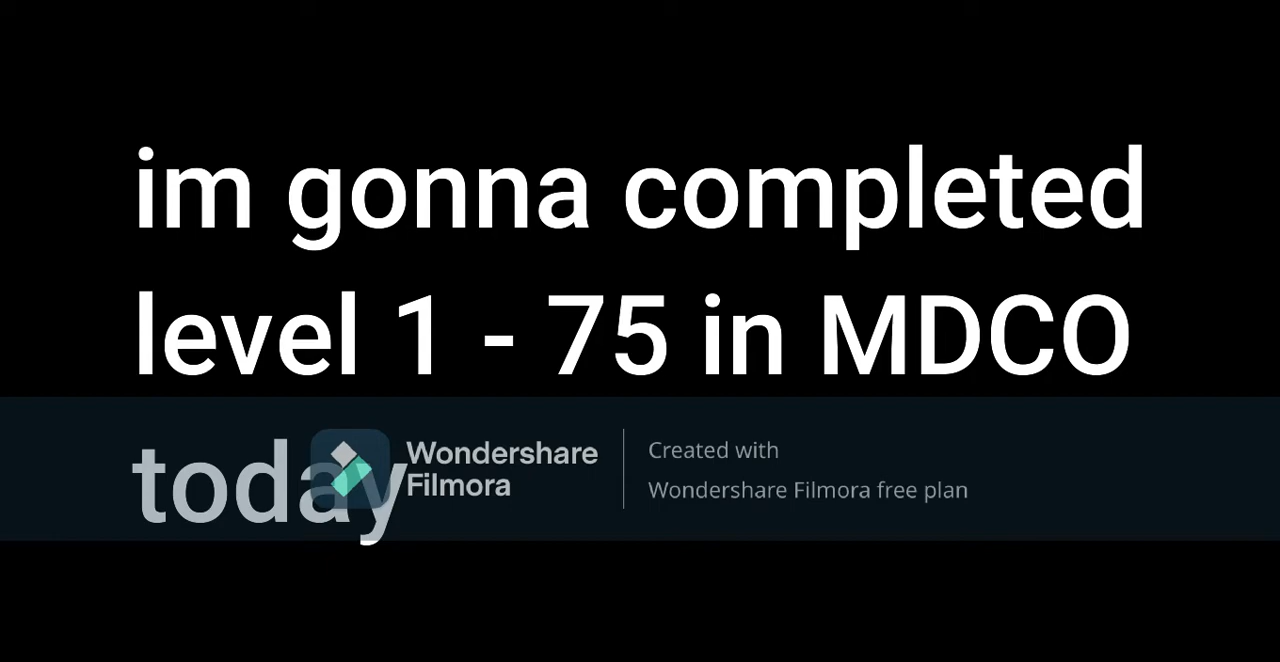 im gonna completed
level 1 - 75 in MDCO
today
Wondershare
Filmora
Created with
Wondershare Filmora free plan